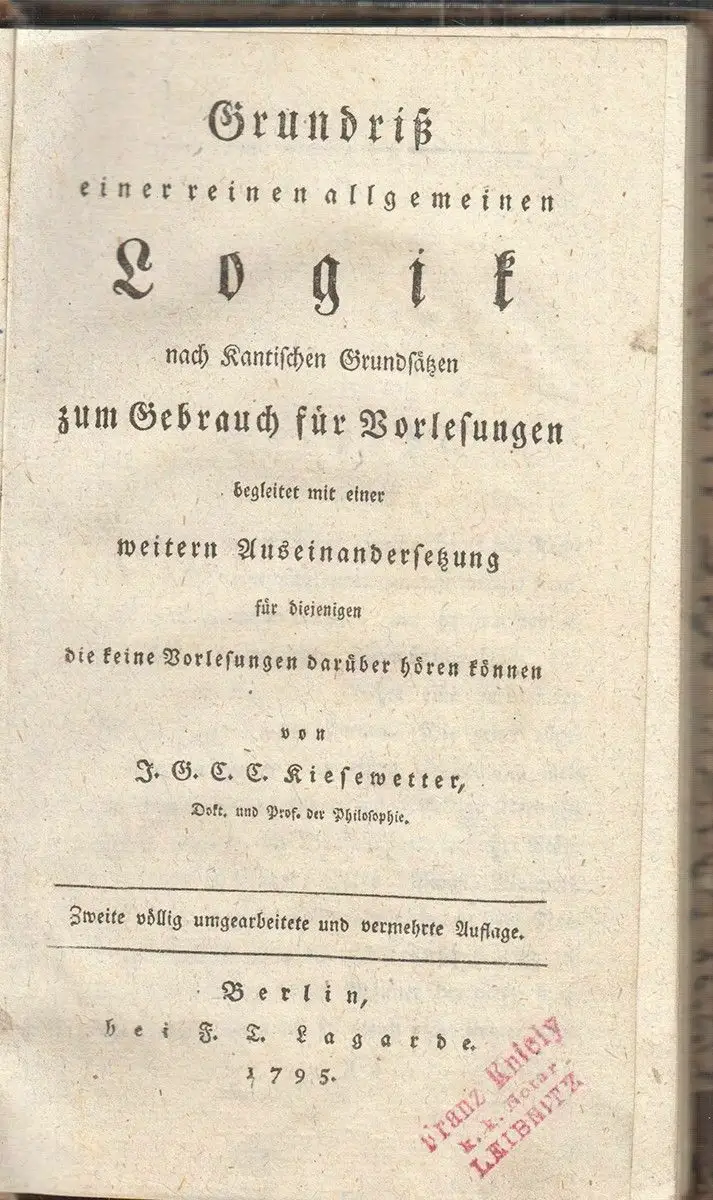 Grundriß
einer reinen allgemeinen
Logik
nach Kantiſchen Grundſätzen
zum Gebrauch für Vorleſungen
begleitet mit einer
weitern Auseinanderſetzung
für diejenigen
die keine Vorleſungen darüber hören können
von
J. G. C. C. Kieſewetter,
Dokt. und Prof. der Philoſophie.
Zweite völlig umgearbeitete und vermehrte Auflage.
Berlin,
bei F. T. Lagarde.
1795.
Franz Kniely
k. k. Notar
LEIBNITZ